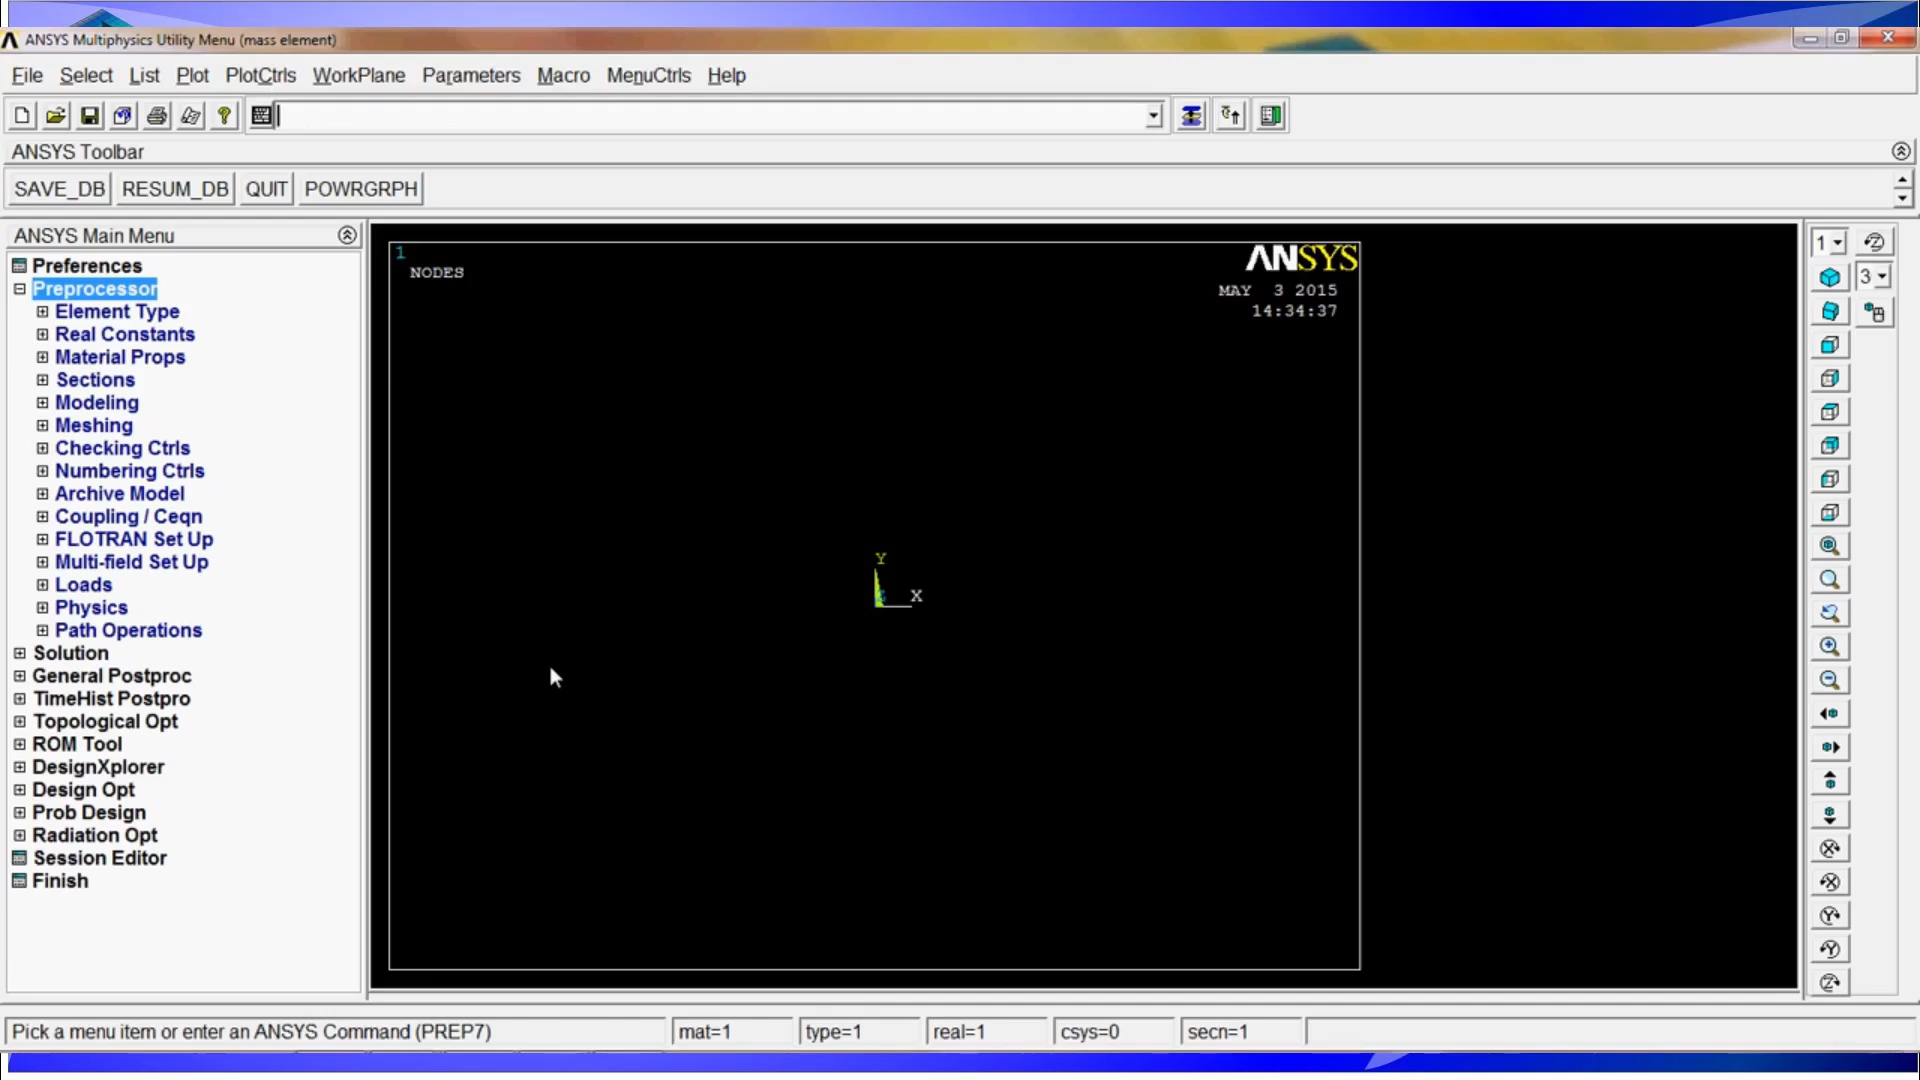 ANSYS Multiphysics Utility Menu (mass element)
File Select List Plot PlotCtrls WorkPlane Parameters Macro MenuCtrls Help
ANSYS Toolbar
SAVE_DB RESUM_DB QUIT POWRGRPH
ANSYS Main Menu
Preferences
Preprocessor
Element Type
Real Constants
Material Props
Sections
Modeling
Meshing
Checking Ctrls
Numbering Ctrls
Archive Model
Coupling / Ceqn
FLOTRAN Set Up
Multi-field Set Up
Loads
Physics
Path Operations
Solution
General Postproc
TimeHist Postpro
Topological Opt
ROM Tool
DesignXplorer
Design Opt
Prob Design
Radiation Opt
Session Editor
Finish
1
NODES
ANSYS
MAY 3 2015
14:34:37
Y
X
1
3
Pick a menu item or enter an ANSYS Command (PREP7) mat=1 type=1 real=1 csys=0 secn=1